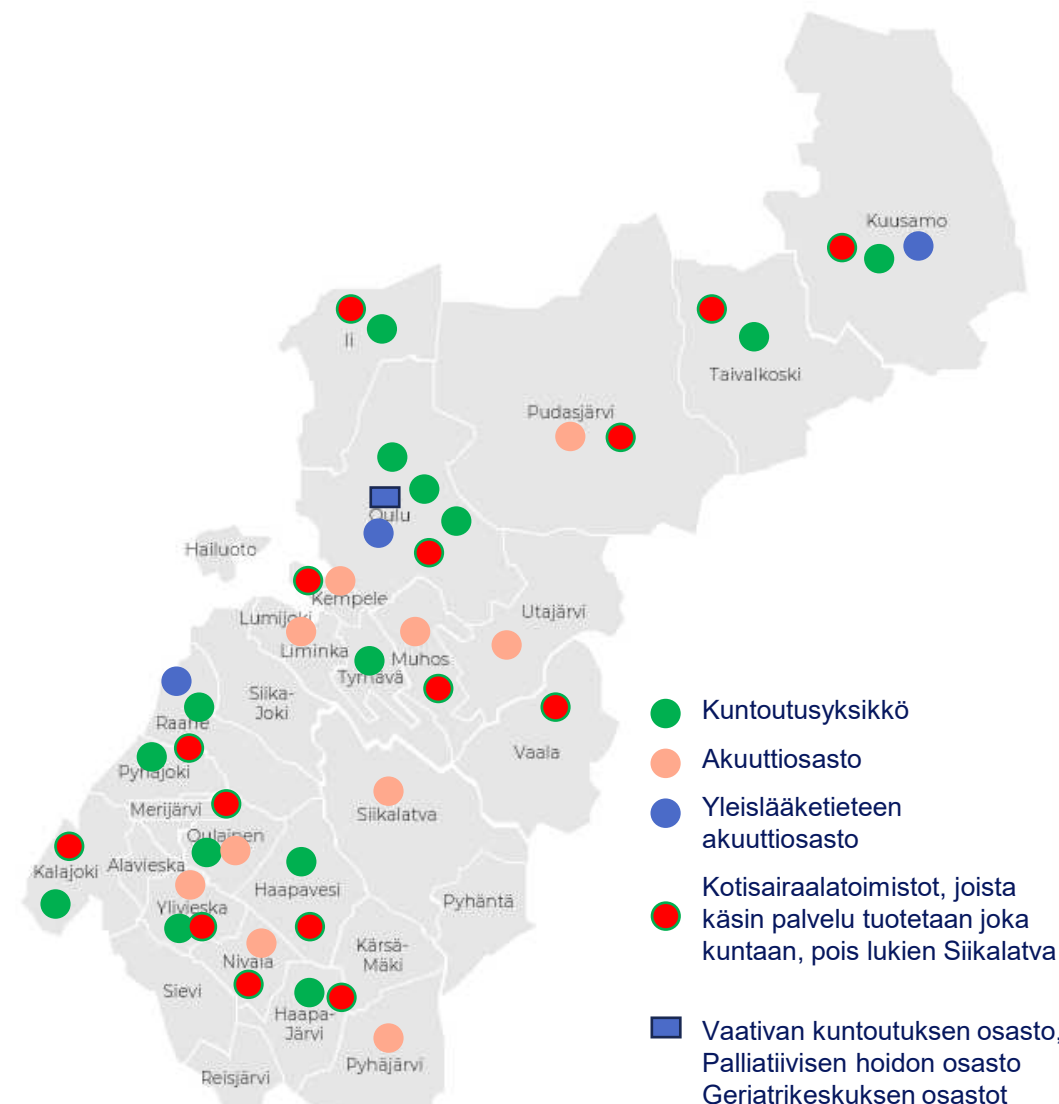 Kuusamo
Ii
Taivalkoski
Pudasjärvi
Oulu
Hailuoto
Kempele
Lumijoki
Utajärvi
Liminka
Muhos
Tyrnävä
Siika-
Joki
Raahe
Vaala
Pyhäjoki
Merijärvi
Siikalatva
Oulainen
Alavieska
Kalajoki
Haapavesi
Pyhäntä
Ylivieska
Kärsä-
Mäki
Nivala
Sievi
Haapa-
Järvi
Pyhäjärvi
Reisjärvi
Kuntoutusyksikkö
Akuuttiosasto
Yleislääketieteen
akuuttiosasto
Kotisairaalatoimistot, joista
käsin palvelu tuotetaan joka
kuntaan, pois lukien Siikalatva
Vaativan kuntoutuksen osasto,
Palliatiivisen hoidon osasto
Geriatrikeskuksen osastot